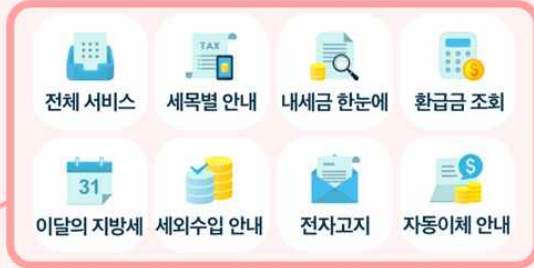 TAX
전체 서비스
세목별 안내
내세금 한눈에
환급금 조회
31
이달의 지방세
세외수입 안내
전자고지
자동이체 안내